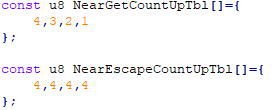 const u8 NearGetCountUpTbl[]={
4,3,2,1
};
const u8 NearEscapeCountUpTbl[]={
4,4,4,4
};